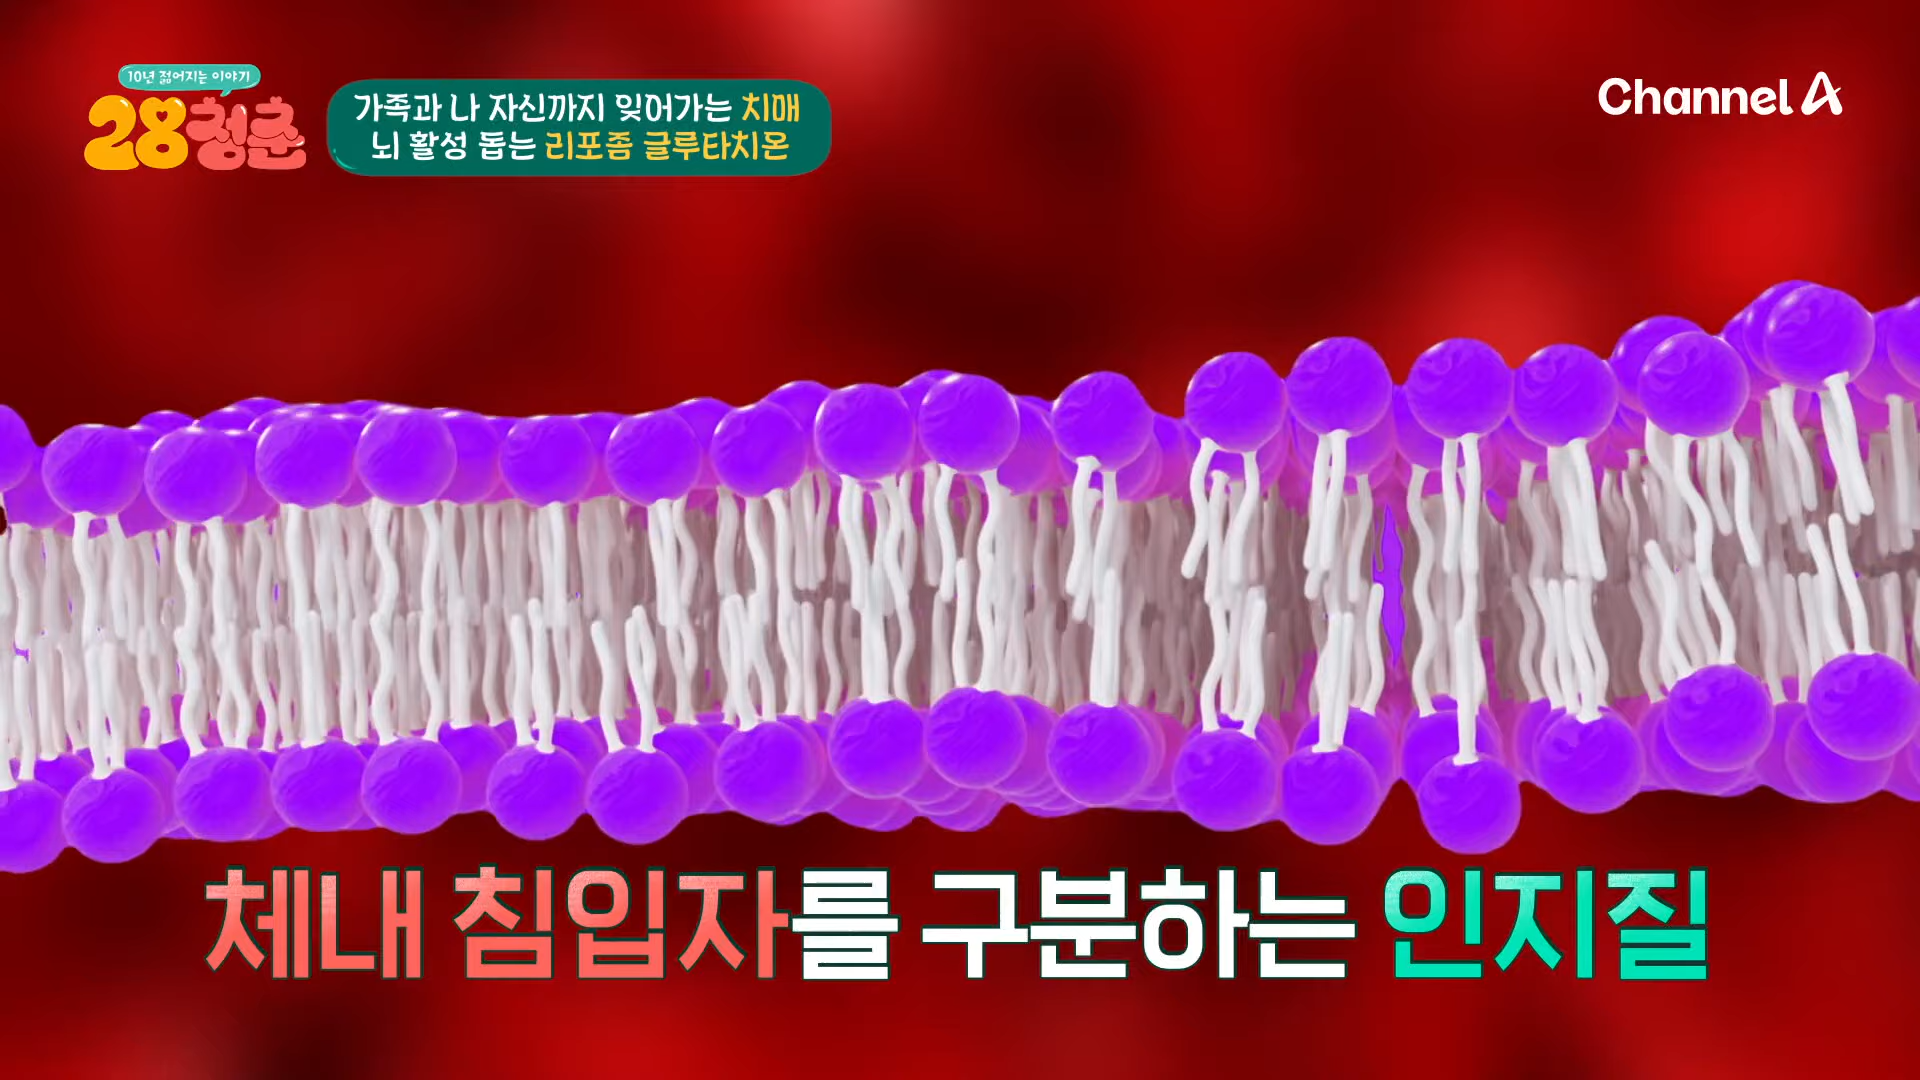 10년 젊어지는 이야기
28청춘
가족과 나 자신까지 잊어가는 치매
뇌 활성 돕는 리포좀 글루타치온
Channel A
체내 침입자를 구분하는 인지질